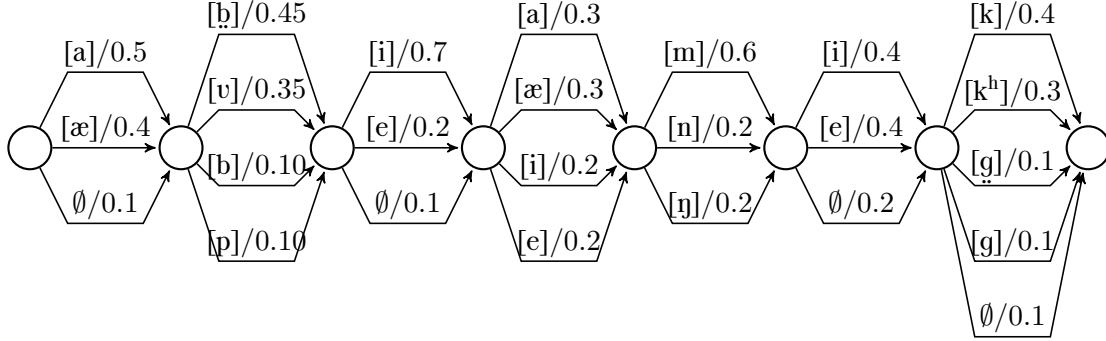 [a]/0.5
[æ]/0.4
∅/0.1
[b̤]/0.45
[ʋ]/0.35
[b]/0.10
[p]/0.10
[i]/0.7
[e]/0.2
∅/0.1
[a]/0.3
[æ]/0.3
[i]/0.2
[e]/0.2
[m]/0.6
[n]/0.2
[ŋ]/0.2
[i]/0.4
[e]/0.4
∅/0.2
[k]/0.4
[kʰ]/0.3
[ɡ̤]/0.1
[ɡ]/0.1
∅/0.1